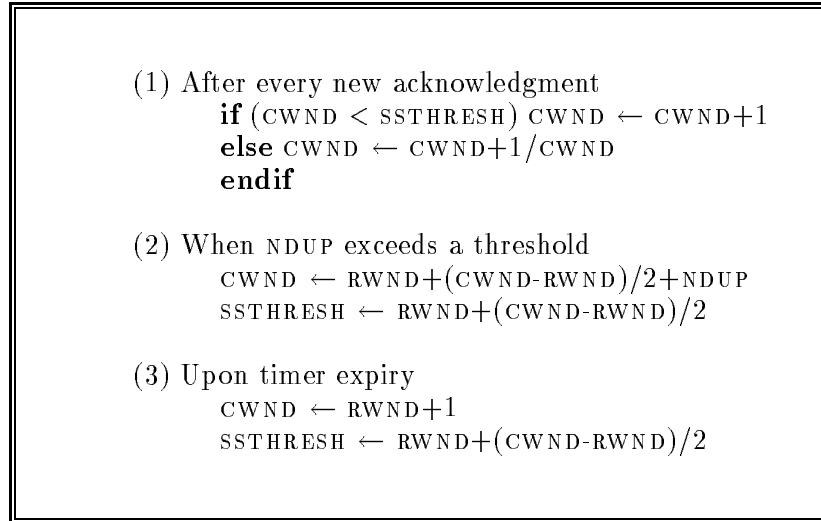 (1) After every new acknowledgment
if (CWND < SSTHRESH) CWND ← CWND+1
else CWND ← CWND+1/CWND
endif
(2) When NDUP exceeds a threshold
CWND ← RWND+(CWND-RWND)/2+NDUP
SSTHRESH ← RWND+(CWND-RWND)/2
(3) Upon timer expiry
CWND ← RWND+1
SSTHRESH ← RWND+(CWND-RWND)/2